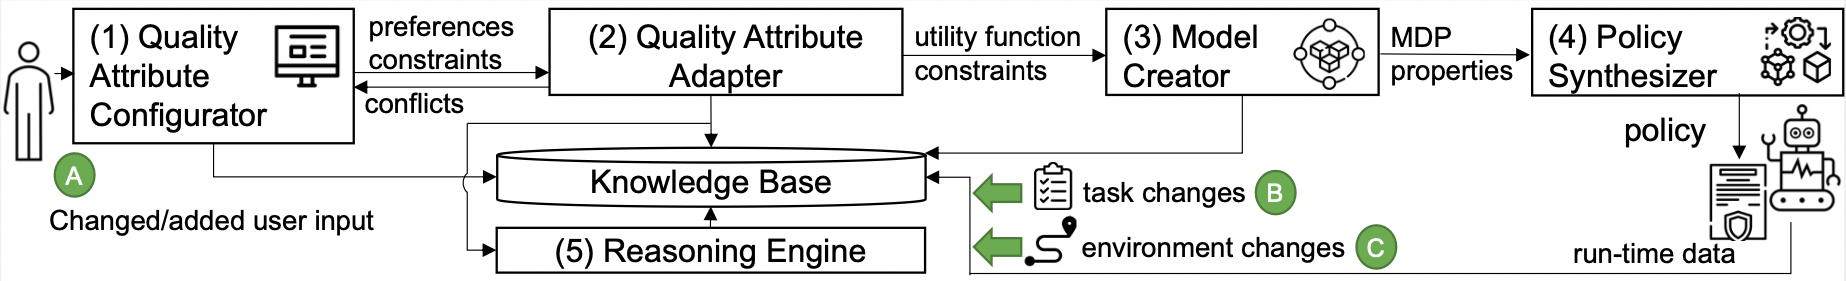 (1) Quality
Attribute
Configurator
preferences
constraints
conflicts
(2) Quality Attribute
Adapter
utility function
constraints
(3) Model
Creator
MDP
properties
(4) Policy
Synthesizer
policy
A
Changed/added user input
Knowledge Base
(5) Reasoning Engine
task changes B
environment changes C
run-time data